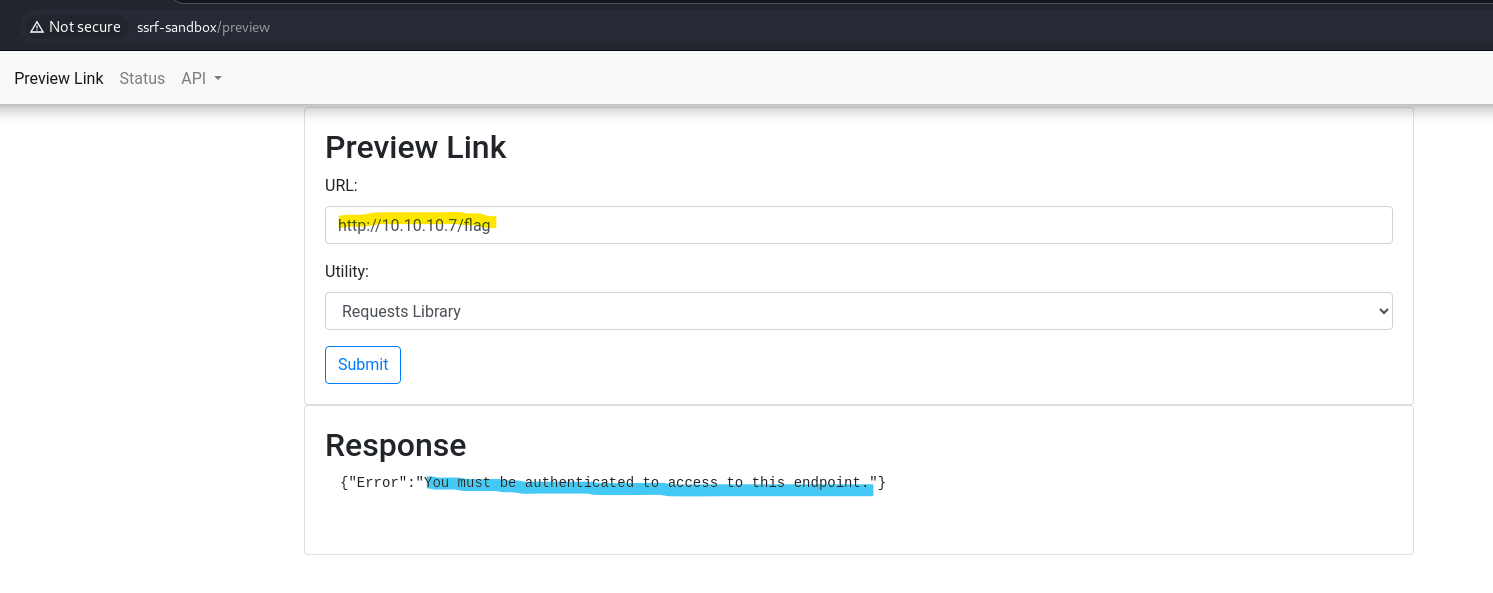 Not secure ssrf-sandbox/preview
Preview Link Status API
Preview Link
URL:
http://10.10.10.7/flag
Utility:
Requests Library
Submit
Response
{"Error":"You must be authenticated to access to this endpoint."}